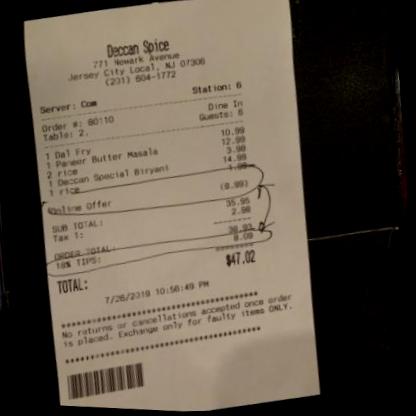 Deccan Spice
771 Newark Avenue
Jersey City Local, NJ 07306
(201) 604-1772
Station: 6
Server: Com
Order #: 80110 Dine In
Table: 2, Guests: 6
1 Dal Fry 10.99
1 Paneer Butter Masala 12.99
2 rice 3.98
1 Deccan Special Biryani 14.99
1 rice 1.99
Online Offer (8.99)
SUB TOTAL: 35.95
Tax 1: 2.98
ORDER TOTAL: 38.93
18% TIPS: 8.09
TOTAL: $47.02
7/26/2019 10:56:49 PM
No returns or cancellations accepted once order
is placed. Exchange only for faulty items ONLY.